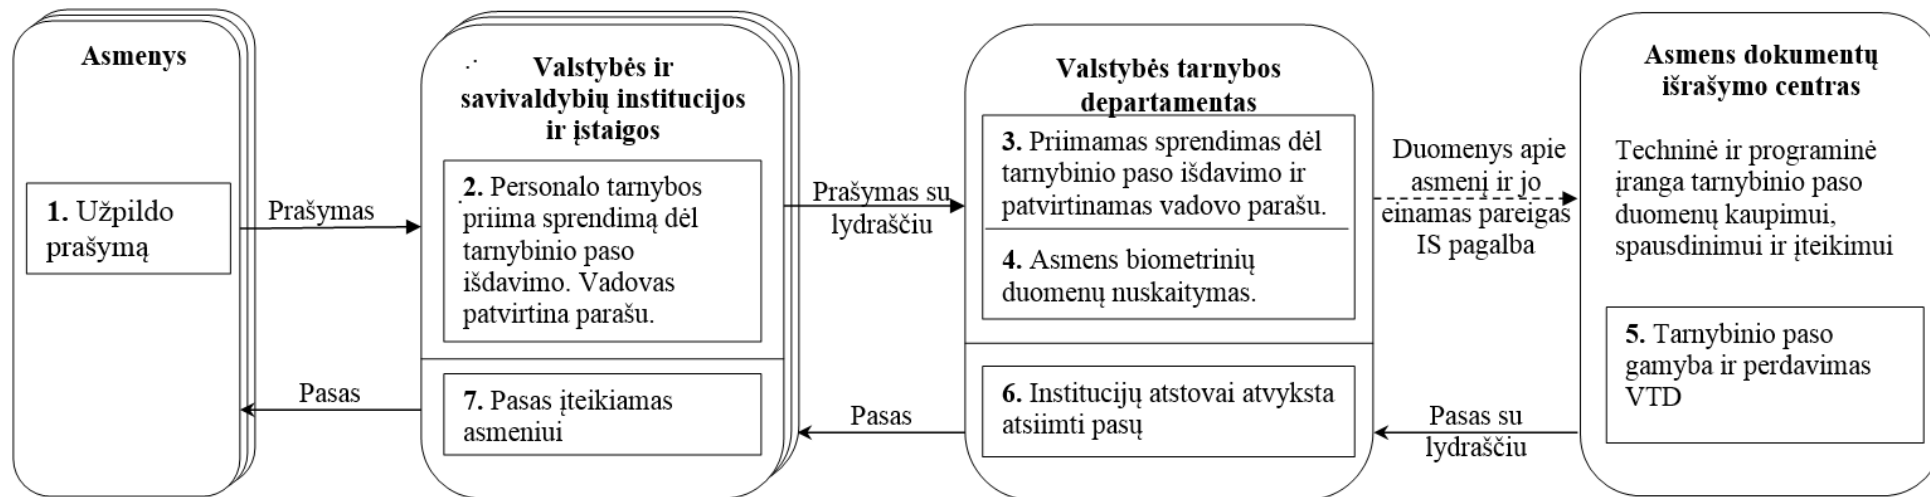 Asmenys
1. Užpildo
prašymą
Prašymas
Valstybės ir
savivaldybių institucijos
ir įstaigos
2. Personalo tarnybos
priima sprendimą dėl
tarnybinio paso
išdavimo. Vadovas
patvirtina parašu.
Prašymas su
lydraščiu
Valstybės tarnybos
departamentas
3. Priimamas sprendimas dėl
tarnybinio paso išdavimo ir
patvirtinamas vadovo parašu.
4. Asmens biometrinių
duomenų nuskaitymas.
Duomenys apie
asmenį ir jo
einamas pareigas
IS pagalba
Asmens dokumentų
išrašymo centras
Techninė ir programinė
įranga tarnybinio paso
duomenų kaupimui,
spausdinimui ir įteikimui
5. Tarnybinio paso
gamyba ir perdavimas
VTD
Pasas su
lydraščiu
6. Institucijų atstovai atvyksta
atsiimti pasų
Pasas
7. Pasas įteikiamas
asmeniui
Pasas